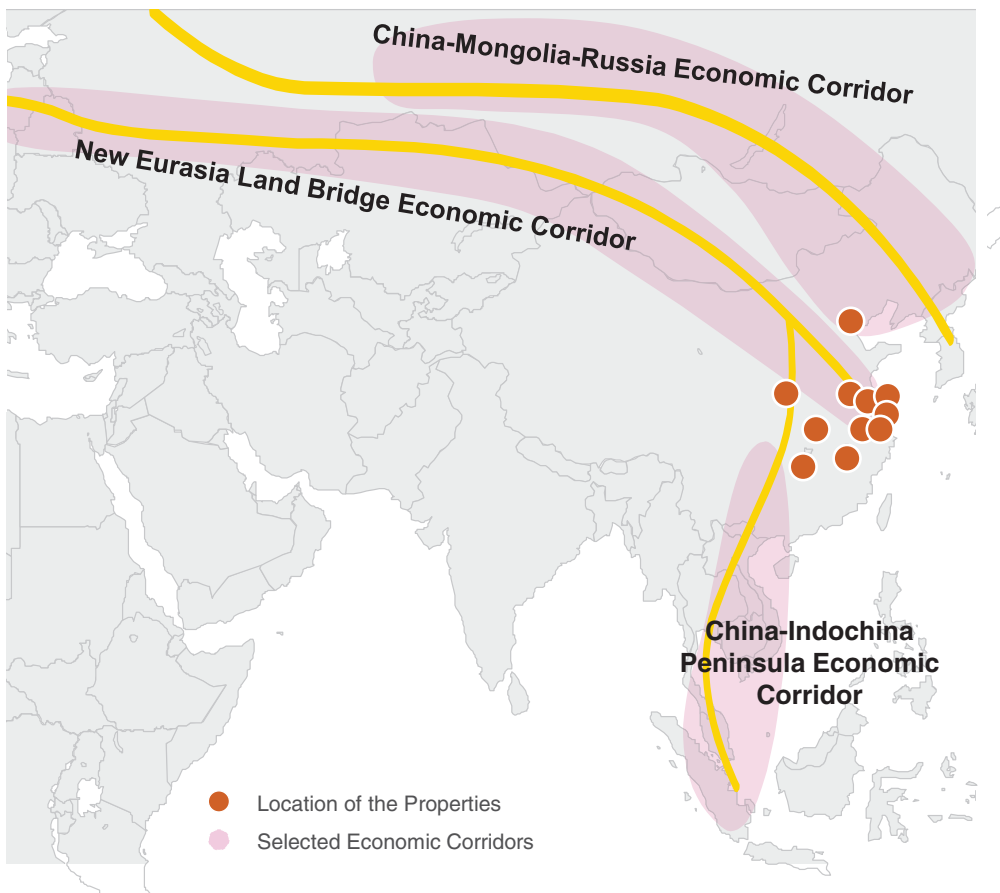 China-Mongolia-Russia Economic Corridor
New Eurasia Land Bridge Economic Corridor
China-Indochina
Peninsula Economic
Corridor
Location of the Properties
Selected Economic Corridors